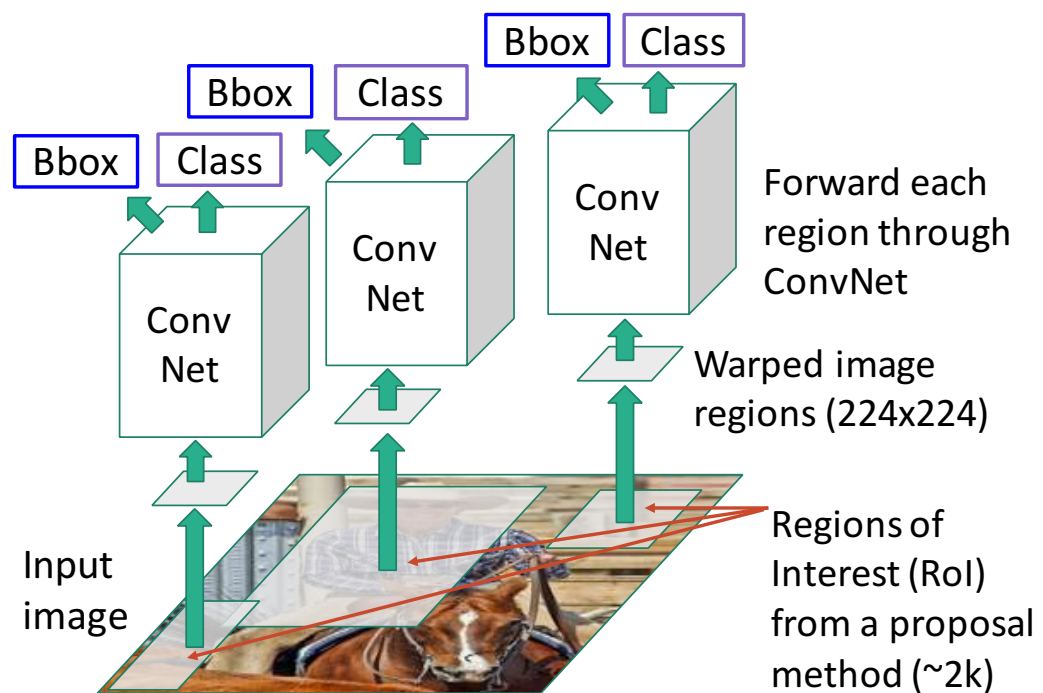 Bbox
Class
Bbox
Class
Bbox
Class
Conv
Net
Conv
Net
Conv
Net
Forward each
region through
ConvNet
Warped image
regions (224x224)
Input
image
Regions of
Interest (RoI)
from a proposal
method (~2k)